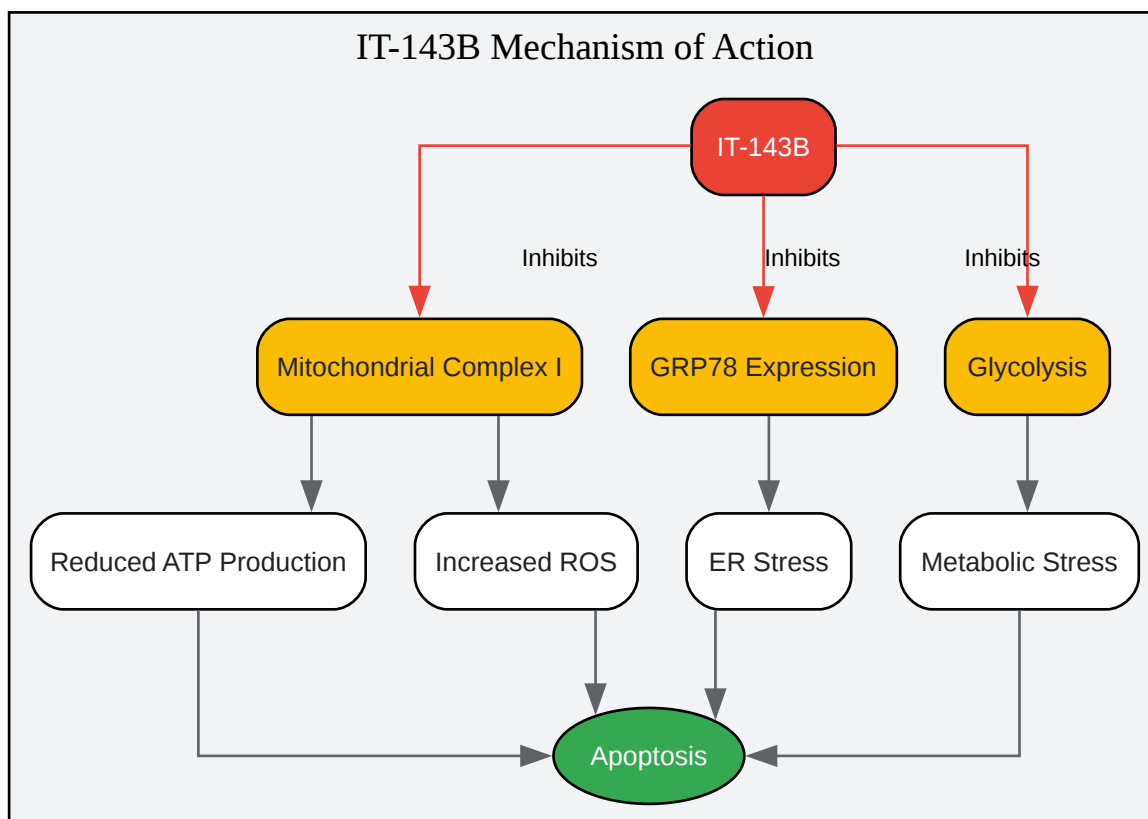 IT-143B Mechanism of Action
IT-143B
Inhibits
Inhibits
Inhibits
Mitochondrial Complex I
GRP78 Expression
Glycolysis
Reduced ATP Production
Increased ROS
ER Stress
Metabolic Stress
Apoptosis